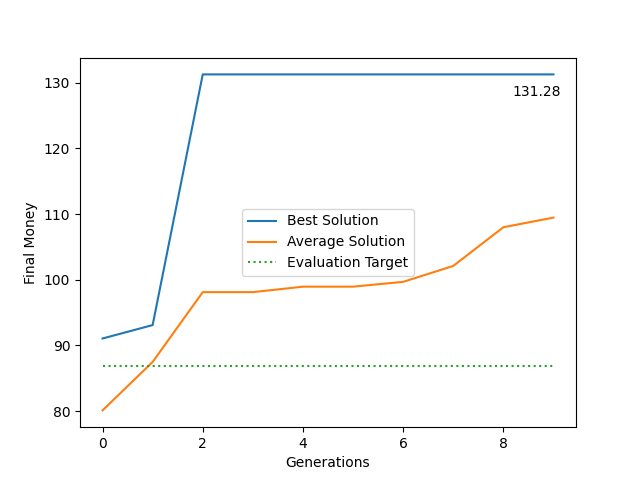 130
120
110
100
90
80
Final Money
131.28
Best Solution
Average Solution
Evaluation Target
0 2 4 6 8
Generations